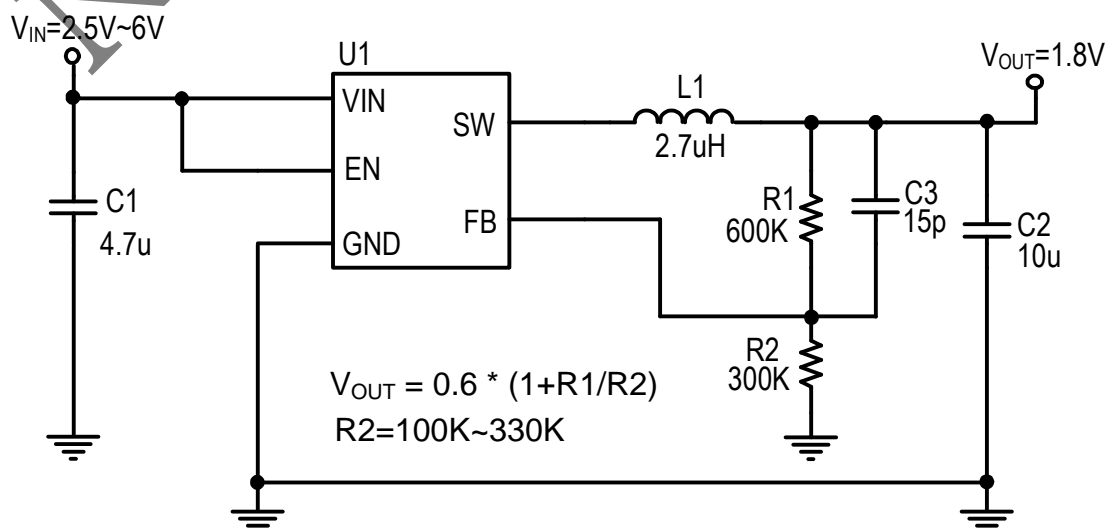 VIN=2.5V~6V
U1
VOUT=1.8V
VIN
SW
L1
2.7uH
EN
C1
4.7u
FB
GND
R1
600K
C3
15p
C2
10u
R2
300K
VOUT = 0.6 * (1+R1/R2)
R2=100K~330K